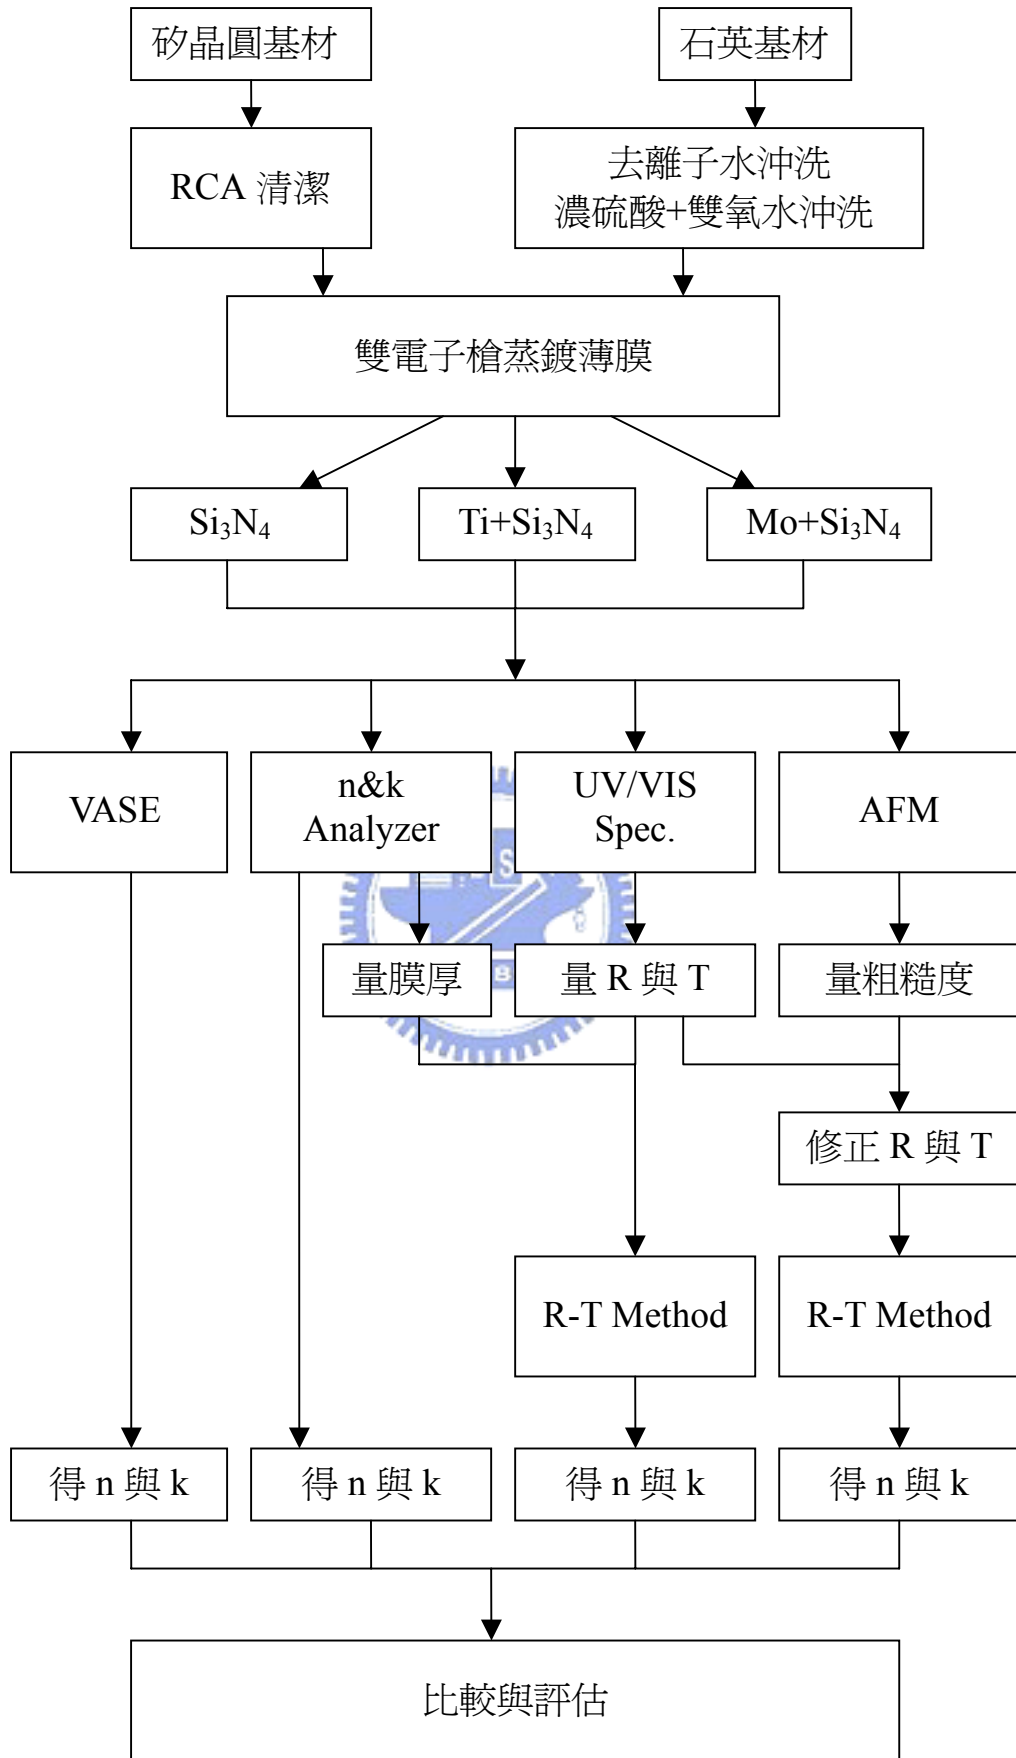 矽晶圓基材
石英基材
RCA 清潔
去離子水沖洗
濃硫酸+雙氧水沖洗
雙電子槍蒸鍍薄膜
Si₃N₄
Ti+Si₃N₄
Mo+Si₃N₄
VASE
n&k
Analyzer
UV/VIS
Spec.
AFM
量膜厚
量 R 與 T
量粗糙度
修正 R 與 T
R-T Method
R-T Method
得 n 與 k
得 n 與 k
得 n 與 k
得 n 與 k
比較與評估